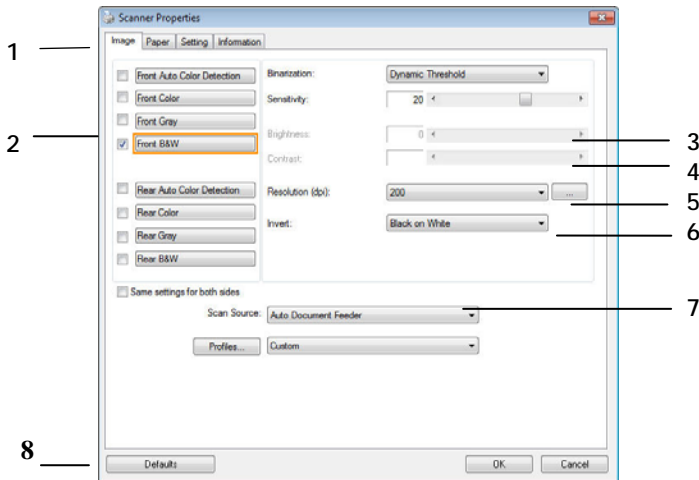 Scanner Properties
1
Image Paper Setting Information
Front Auto Color Detection
Front Color
Front Gray
2
Front B&W
Rear Auto Color Detection
Rear Color
Rear Gray
Rear B&W
Binarization: Dynamic Threshold
Sensitivity: 20
Brightness: 0
3
Contrast:
4
Resolution (dpi): 200 ...
5
Invert: Black on White
6
Same settings for both sides
Scan Source: Auto Document Feeder
7
Profiles... Custom
8
Defaults OK Cancel